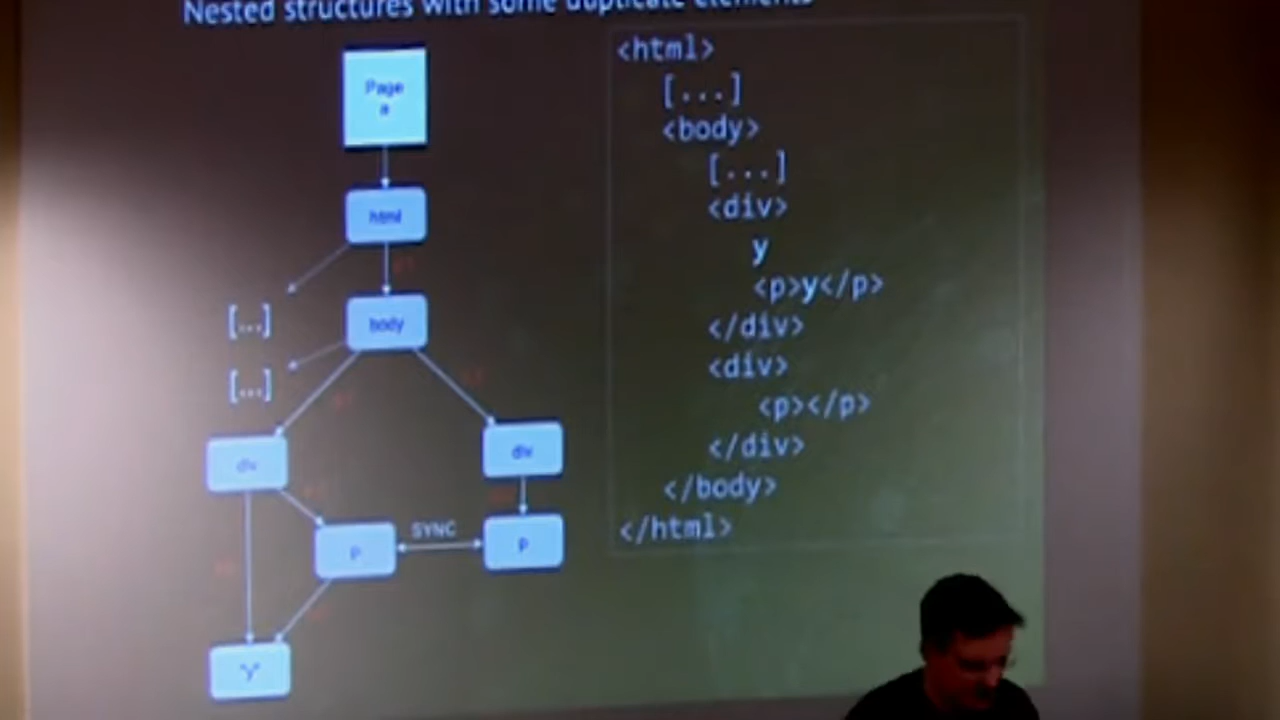 Nested structures with some duplicate elements
Page
a
html
[...]
body
[...]
div
div
SYNC
P
P
"y"
<html>
[...]
<body>
[...]
<div>
y
<p>y</p>
</div>
<div>
<p></p>
</div>
</body>
</html>